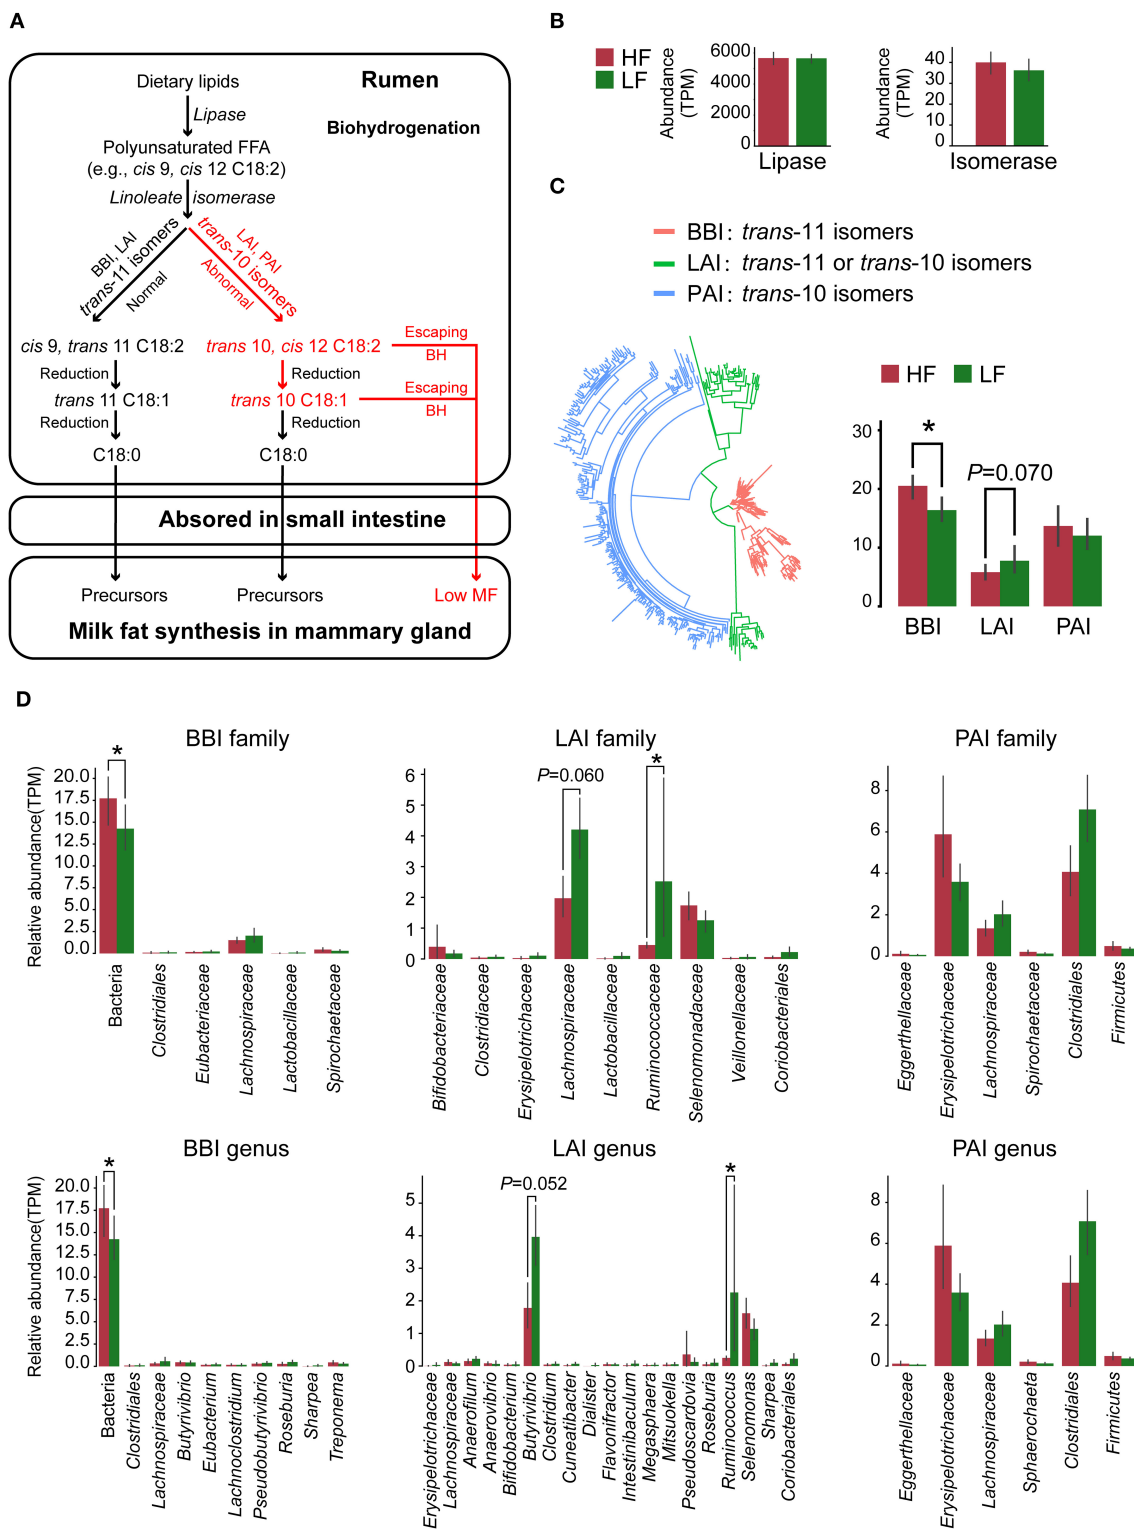 A
Rumen
Dietary lipids
Lipase
Biohydrogenation
Polyunsaturated FFA
(e.g., cis 9, cis 12 C18:2)
Linoleate isomerase
BBI, LAI
trans-11 isomers
Normal
LAI, PAI
trans-10 isomers
Abnormal
cis 9, trans 11 C18:2
trans 10, cis 12 C18:2
Escaping
BH
Reduction
Reduction
trans 11 C18:1
trans 10 C18:1
Escaping
BH
Reduction
Reduction
C18:0
C18:0
Absored in small intestine
Precursors
Precursors
Low MF
Milk fat synthesis in mammary gland
B
HF
LF
Abundance
(TPM)
6000
4000
2000
0
Lipase
Abundance
(TPM)
40
30
20
10
0
Isomerase
C
BBI: trans-11 isomers
LAI: trans-11 or trans-10 isomers
PAI: trans-10 isomers
HF
LF
30
20
10
0
*
P=0.070
BBI
LAI
PAI
D
BBI family
Relative abundance(TPM)
20.0
17.5
15.0
12.5
10.0
7.5
5.0
2.5
0.0
*
Bacteria
Clostridiales
Eubacteriaceae
Lachnospiraceae
Lactobacillaceae
Spirochaetaceae
LAI family
6
5
4
3
2
1
0
P=0.060
*
Bifidobacteriaceae
Clostridiaceae
Erysipelotrichaceae
Lachnospiraceae
Lactobacillaceae
Ruminococcaceae
Selenomonadaceae
Veillonellaceae
Coriobacteriales
PAI family
8
6
4
2
0
Eggerthellaceae
Erysipelotrichaceae
Lachnospiraceae
Spirochaetaceae
Clostridiales
Firmicutes
BBI genus
Relative abundance(TPM)
20.0
17.5
15.0
12.5
10.0
7.5
5.0
2.5
0.0
*
Bacteria
Clostridiales
Lachnospiraceae
Butyrivibrio
Eubacterium
Lachnoclostridium
Pseudobutyrivibrio
Roseburia
Sharpea
Treponema
LAI genus
5
4
3
2
1
0
P=0.052
*
Erysipelotrichaceae
Lachnospiraceae
Anaerofilum
Anaerovibrio
Bifidobacterium
Butyrivibrio
Clostridium
Cuneatibacter
Dialister
Flavonifractor
Intestinibaculum
Megasphaera
Mitsuokella
Pseudoscardovia
Roseburia
Ruminococcus
Selenomonas
Sharpea
Coriobacteriales
PAI genus
8
6
4
2
0
Eggerthellaceae
Erysipelotrichaceae
Lachnospiraceae
Sphaerochaeta
Clostridiales
Firmicutes